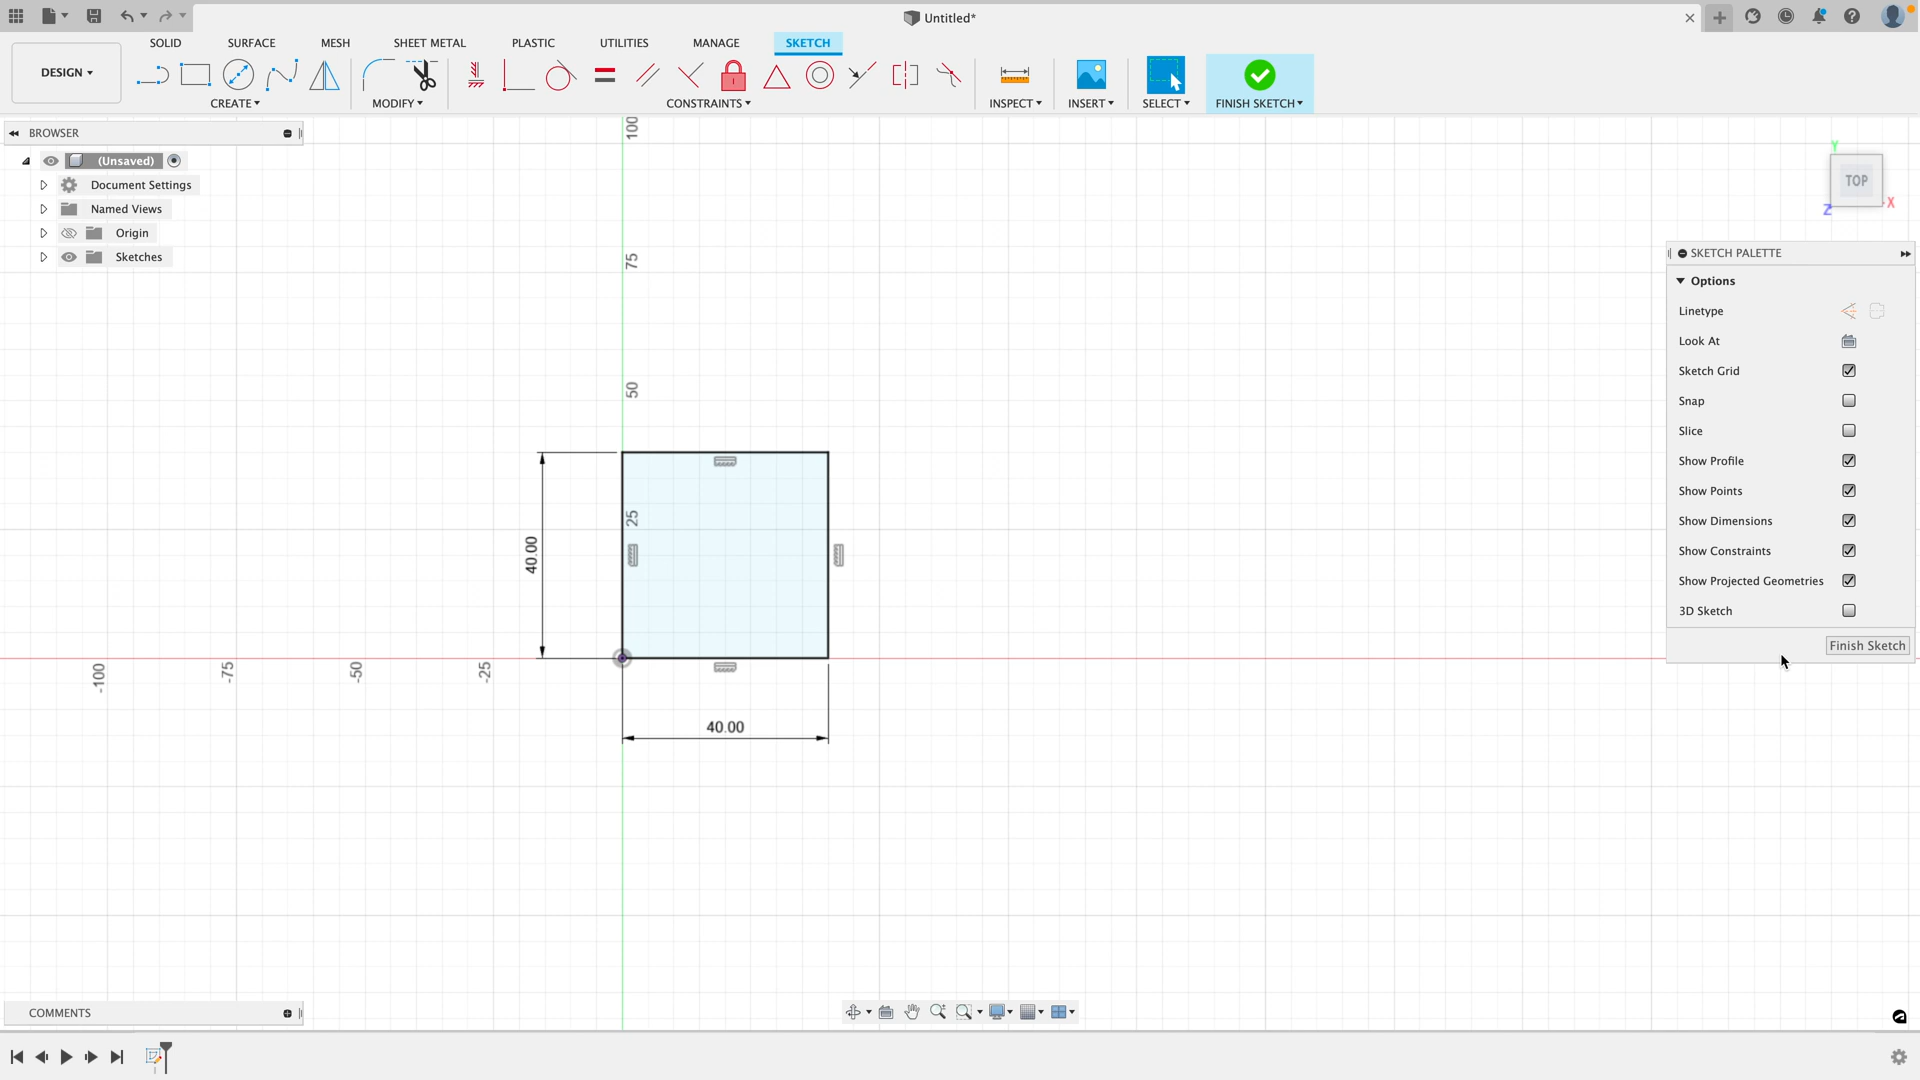 Untitled*
DESIGN
SOLID
SURFACE
MESH
SHEET METAL
PLASTIC
UTILITIES
MANAGE
SKETCH
CREATE
MODIFY
CONSTRAINTS
INSPECT
INSERT
SELECT
FINISH SKETCH
BROWSER
(Unsaved)
Document Settings
Named Views
Origin
Sketches
100
75
50
25
-100
-75
-50
-25
40.00
40.00
Y
TOP
Z
X
SKETCH PALETTE
Options
Linetype
Look At
Sketch Grid
Snap
Slice
Show Profile
Show Points
Show Dimensions
Show Constraints
Show Projected Geometries
3D Sketch
Finish Sketch
COMMENTS